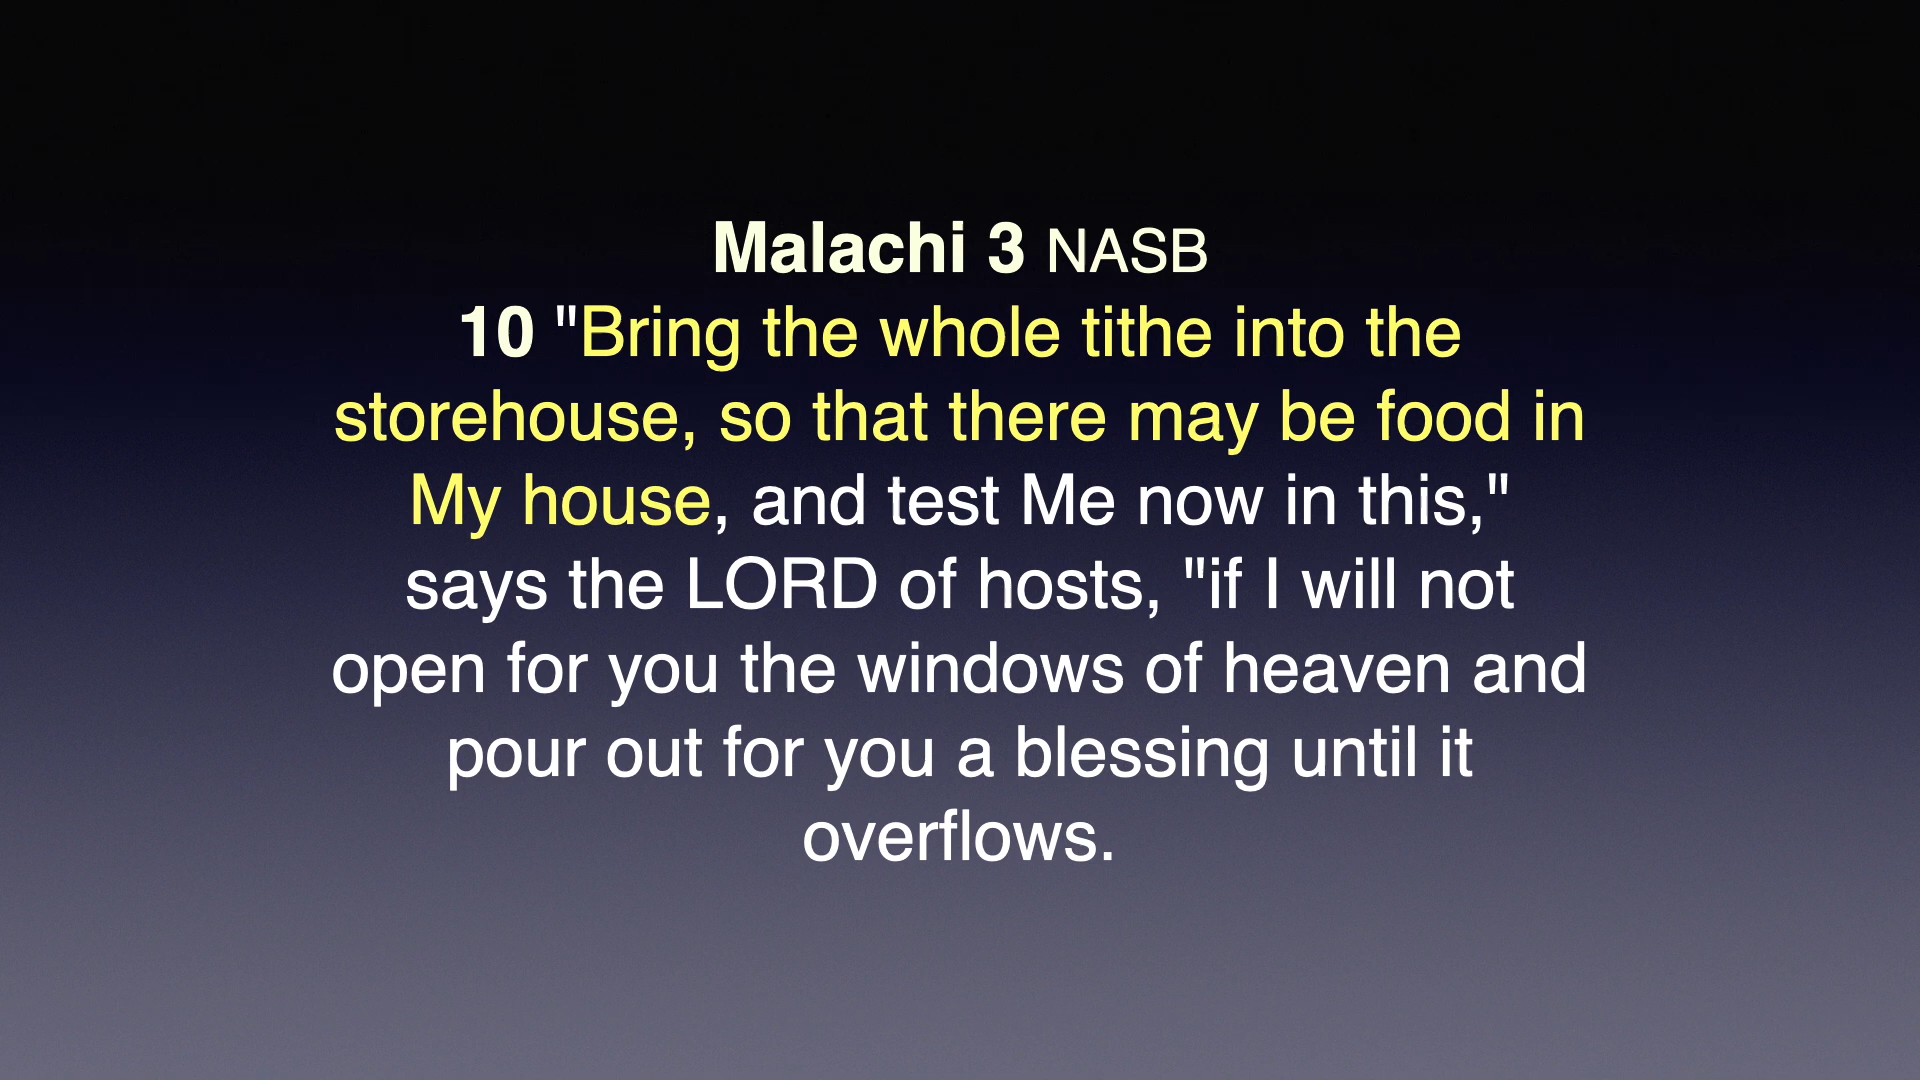 Malachi 3 NASB
10 "Bring the whole tithe into the
storehouse, so that there may be food in
My house, and test Me now in this,"
says the LORD of hosts, "if I will not
open for you the windows of heaven and
pour out for you a blessing until it
overflows.